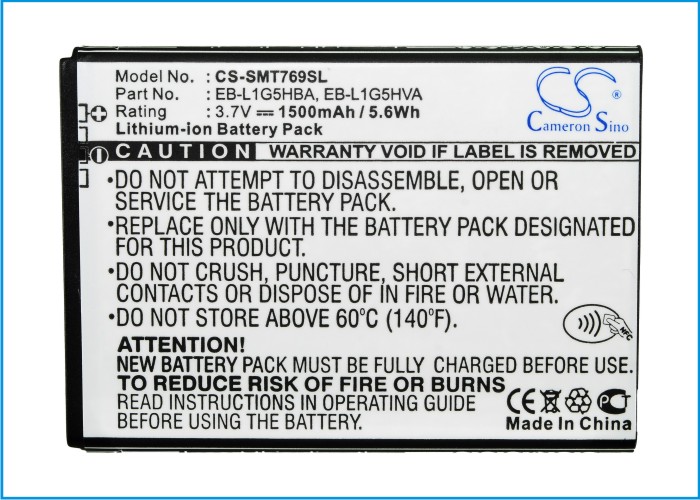 Model No: CS-SMT769SL
Part No.: EB-L1G5HBA, EB-L1G5HVA
Rating: 3.7V 1500mAh / 5.6Wh
Lithium-ion Battery Pack
CS
Cameron Sino
CAUTION WARRANTY VOID IF LABEL IS REMOVED
•DO NOT ATTEMPT TO DISASSEMBLE, OPEN OR
SERVICE THE BATTERY PACK.
•REPLACE ONLY WITH THE BATTERY PACK DESIGNATED
FOR THIS PRODUCT.
•DO NOT CRUSH, PUNCTURE, SHORT EXTERNAL
CONTACTS OR DISPOSE OF IN FIRE OR WATER.
•DO NOT STORE ABOVE 60°C (140°F).
NFC
ATTENTION!
NEW BATTERY PACK MUST BE FULLY CHARGED BEFORE USE.
TO REDUCE RISK OF FIRE OR BURNS.
READ INSTRUCTIONS IN THIS PACKAGE
BEFORE USING BATTERY.
CE PCT
Made In China